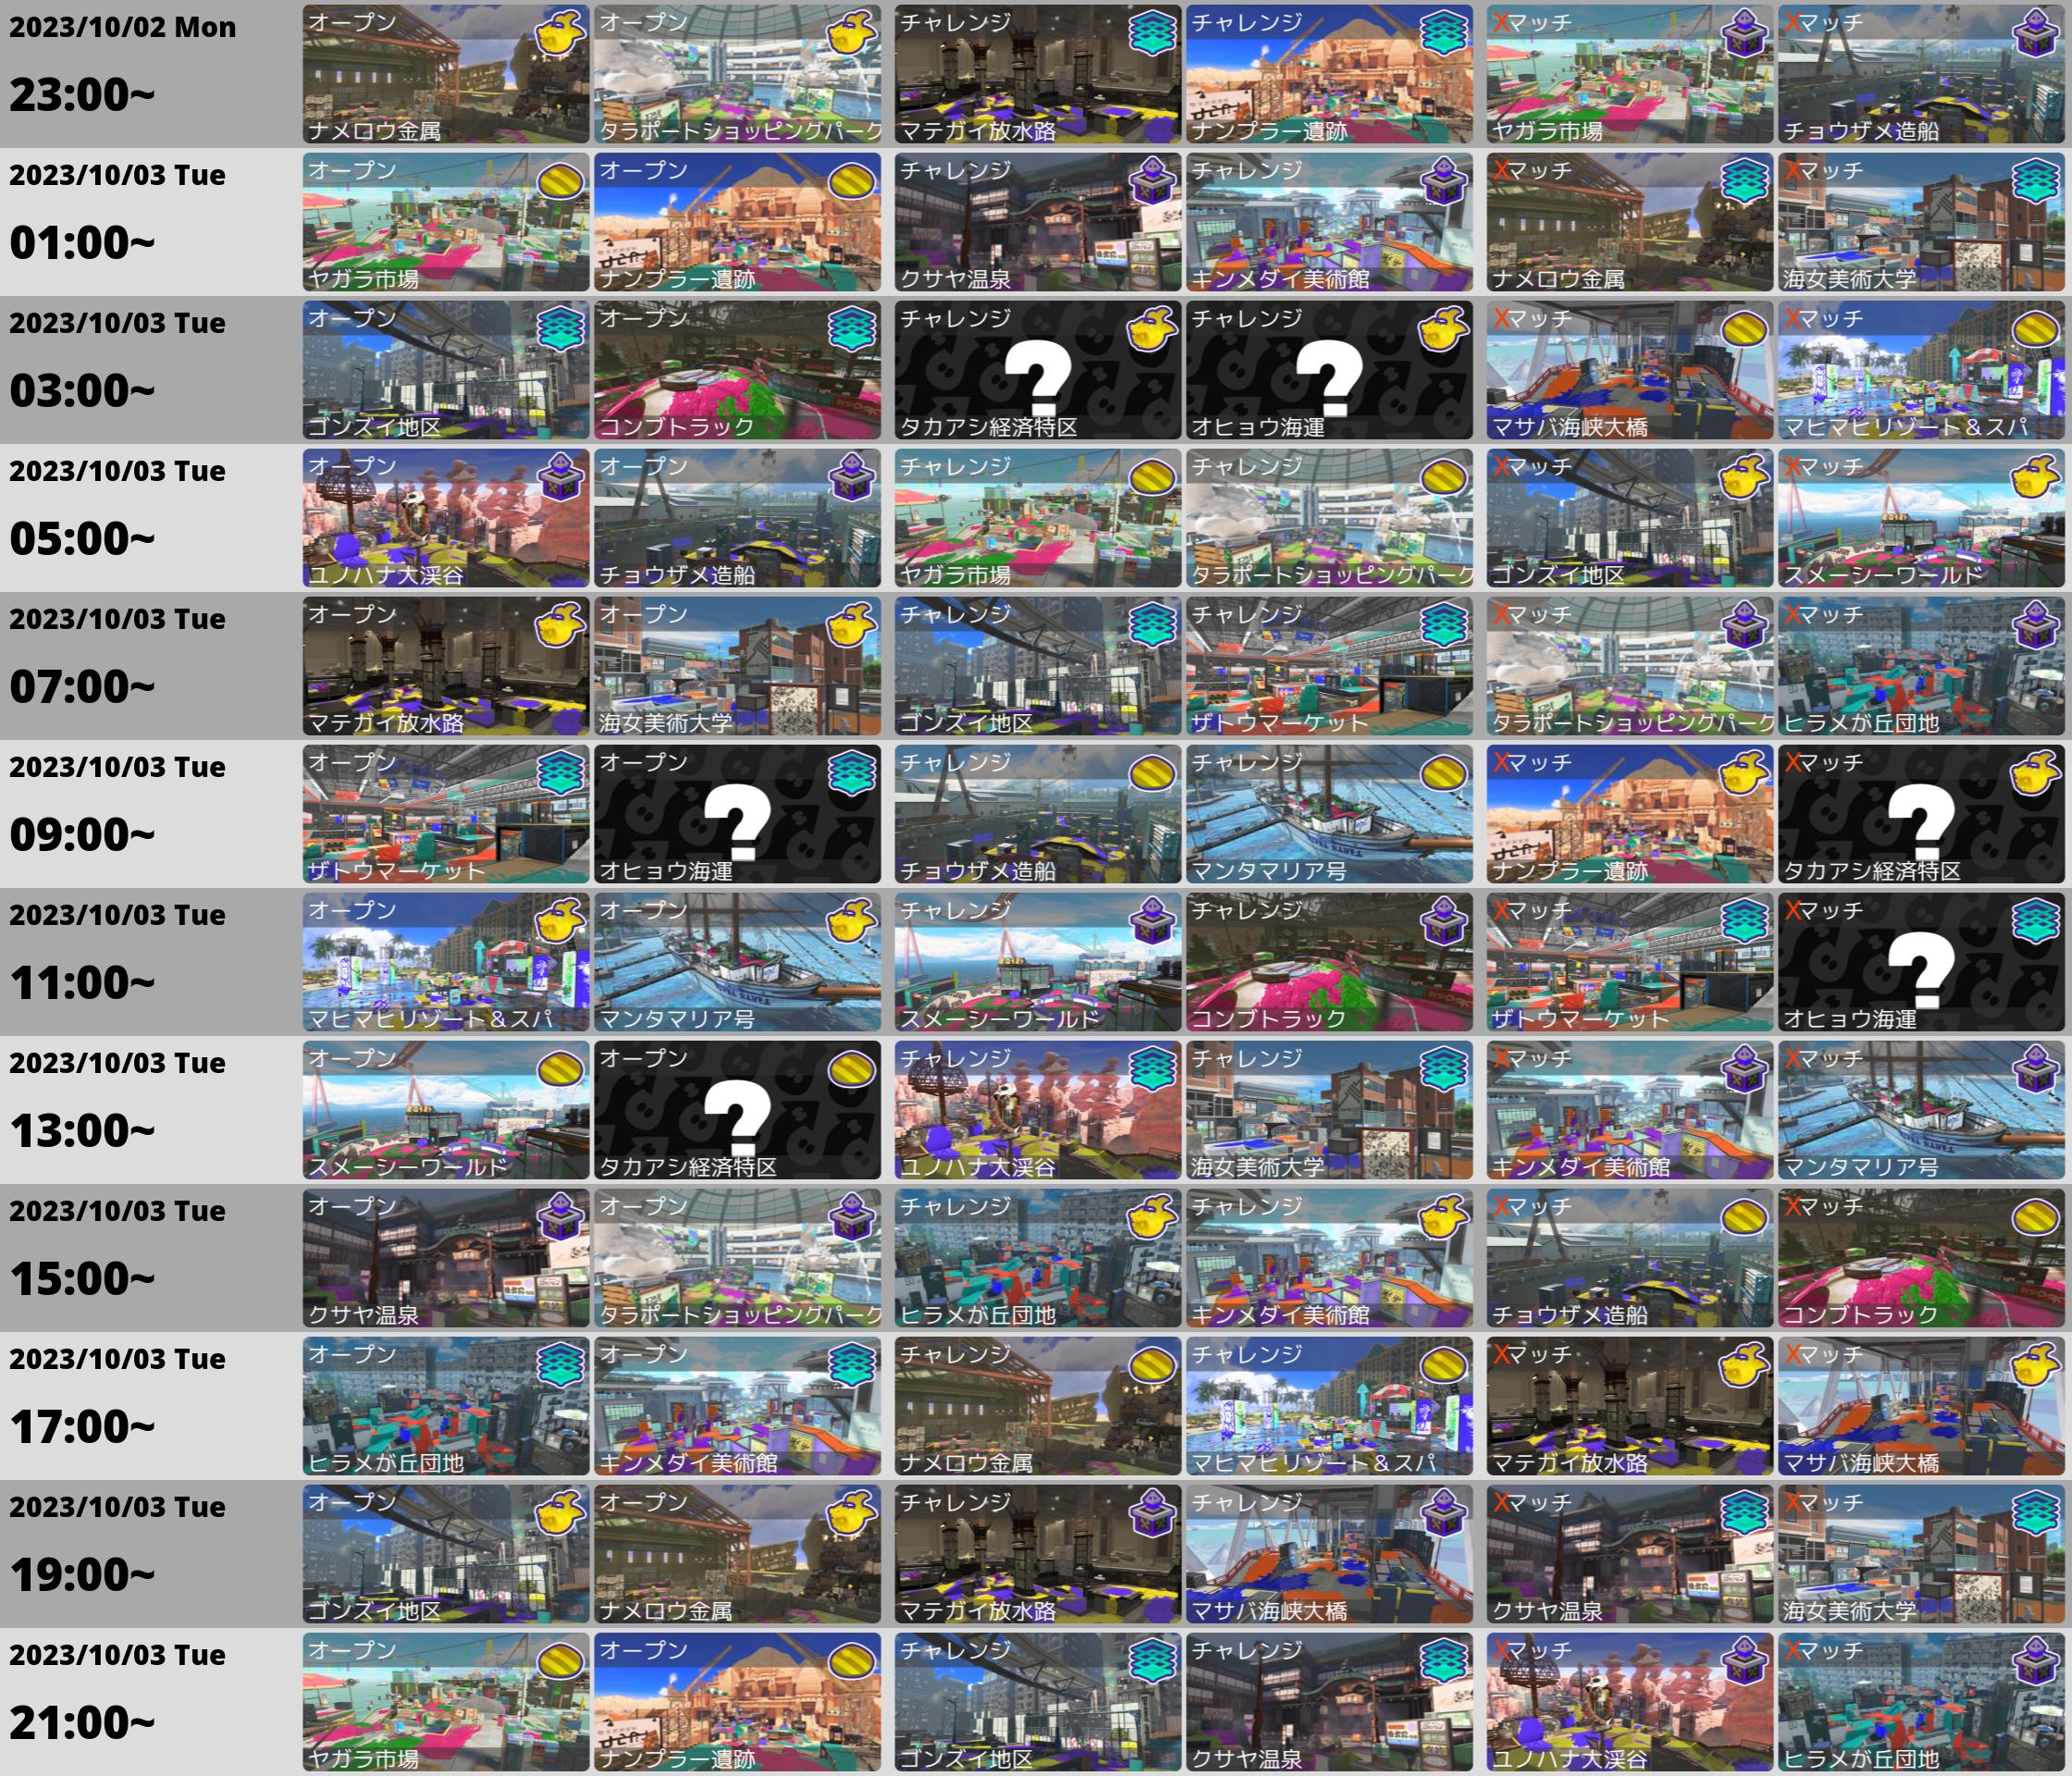 2023/10/02 Mon
23:00~
オープン オープン チャレンジ チャレンジ Xマッチ Xマッチ
ナメロウ金属 タラポートショッピングパーク マテガイ放水路 ナンプラー遺跡 ヤガラ市場 チョウザメ造船
2023/10/03 Tue
01:00~
オープン オープン チャレンジ チャレンジ Xマッチ Xマッチ
ヤガラ市場 ナンプラー遺跡 クサヤ温泉 キンメダイ美術館 ナメロウ金属 海女美術大学
2023/10/03 Tue
03:00~
オープン オープン チャレンジ チャレンジ Xマッチ Xマッチ
? ?
ゴンズイ地区 コンブトラック タカアシ経済特区 オヒョウ海運 マサバ海峡大橋 マヒマヒリゾート&スパ
2023/10/03 Tue
05:00~
オープン オープン チャレンジ チャレンジ Xマッチ Xマッチ
ユノハナ大渓谷 チョウザメ造船 ヤガラ市場 タラポートショッピングパーク ゴンズイ地区 スメーシーワールド
2023/10/03 Tue
07:00~
オープン オープン チャレンジ チャレンジ Xマッチ Xマッチ
マテガイ放水路 海女美術大学 ゴンズイ地区 ザトウマーケット タラポートショッピングパーク ヒラメが丘団地
2023/10/03 Tue
09:00~
オープン オープン チャレンジ チャレンジ Xマッチ Xマッチ
? ?
ザトウマーケット オヒョウ海運 チョウザメ造船 マンタマリア号 ナンプラー遺跡 タカアシ経済特区
2023/10/03 Tue
11:00~
オープン オープン チャレンジ チャレンジ Xマッチ Xマッチ
?
マヒマヒリゾート&スパ マンタマリア号 スメーシーワールド コンブトラック ザトウマーケット オヒョウ海運
2023/10/03 Tue
13:00~
オープン オープン チャレンジ チャレンジ Xマッチ Xマッチ
?
スメーシーワールド タカアシ経済特区 ユノハナ大渓谷 海女美術大学 キンメダイ美術館 マンタマリア号
2023/10/03 Tue
15:00~
オープン オープン チャレンジ チャレンジ Xマッチ Xマッチ
クサヤ温泉 タラポートショッピングパーク ヒラメが丘団地 キンメダイ美術館 チョウザメ造船 コンブトラック
2023/10/03 Tue
17:00~
オープン オープン チャレンジ チャレンジ Xマッチ Xマッチ
ヒラメが丘団地 キンメダイ美術館 ナメロウ金属 マヒマヒリゾート&スパ マテガイ放水路 マサバ海峡大橋
2023/10/03 Tue
19:00~
オープン オープン チャレンジ チャレンジ Xマッチ Xマッチ
ゴンズイ地区 ナメロウ金属 マテガイ放水路 マサバ海峡大橋 クサヤ温泉 海女美術大学
2023/10/03 Tue
21:00~
オープン オープン チャレンジ チャレンジ Xマッチ Xマッチ
ヤガラ市場 ナンプラー遺跡 ゴンズイ地区 クサヤ温泉 ユノハナ大渓谷 ヒラメが丘団地